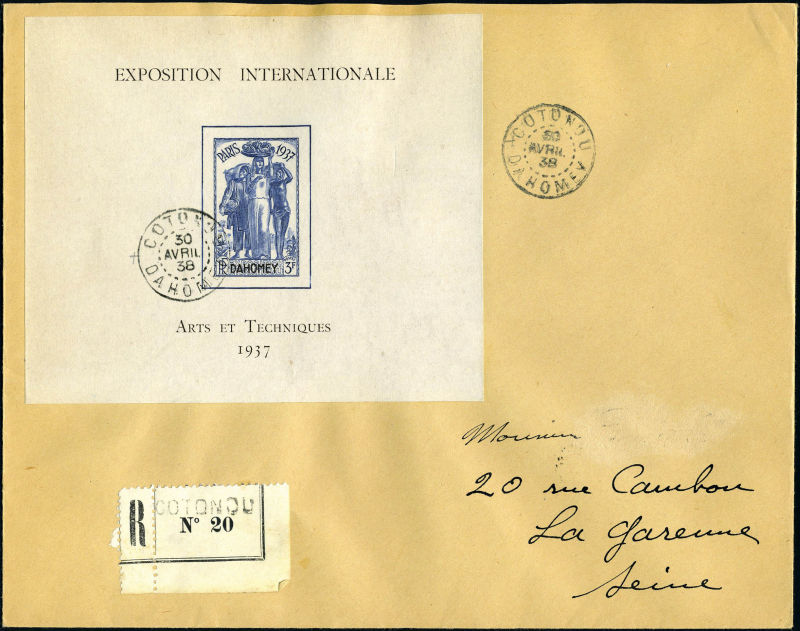 EXPOSITION INTERNATIONALE
PARIS 1937
RF DAHOMEY 3F
COTONOU
30
AVRIL
38
DAHOMEY
ARTS ET TECHNIQUES
1937
COTONOU
30
AVRIL
38
DAHOMEY
R
COTONOU
N° 20
Monsieur
20 rue Cambon
La Garenne
Seine